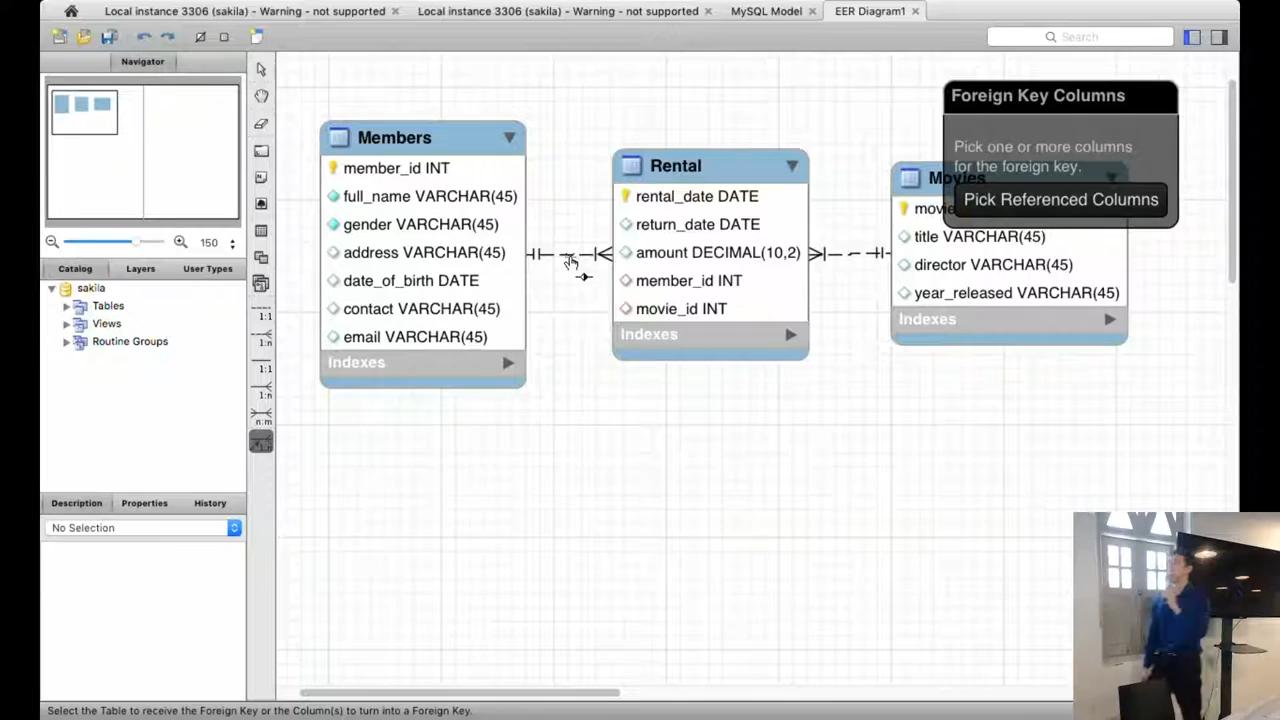 Local instance 3306 (sakila) - Warning - not supported
Local instance 3306 (sakila) - Warning - not supported
MySQL Model
EER Diagram1
Search
Navigator
150
Catalog
Layers
User Types
sakila
Tables
Views
Routine Groups
Description
Properties
History
No Selection
1:1
1:n
1:1
1:n
n:m
1:n
Members
member_id INT
full_name VARCHAR(45)
gender VARCHAR(45)
address VARCHAR(45)
date_of_birth DATE
contact VARCHAR(45)
email VARCHAR(45)
Indexes
Rental
rental_date DATE
return_date DATE
amount DECIMAL(10,2)
member_id INT
movie_id INT
Indexes
Foreign Key Columns
Pick one or more columns
for the foreign key.
Pick Referenced Columns
Movies
title VARCHAR(45)
director VARCHAR(45)
year_released VARCHAR(45)
Indexes
Select the Table to receive the Foreign Key or the Column(s) to turn into a Foreign Key.